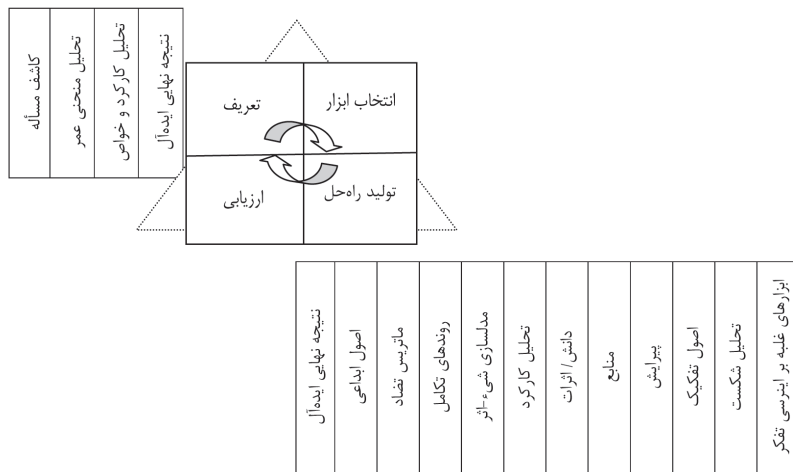 کاشف مسأله
تحلیل منحنی عمر
تحلیل کارکرد و خواص
نتیجه نهایی ایده‌آل
انتخاب ابزار
تعریف
تولید راه‌حل
ارزیابی
نتیجه نهایی ایده‌آل
اصول ابداعی
ماتریس تضاد
روندهای تکامل
مدلسازی شیء-اثر
تحلیل کارکرد
دانش/ اثرات
منابع
پیرایش
اصول تفکیک
تحلیل شکست
ابزارهای غلبه بر اینرسی تفکر